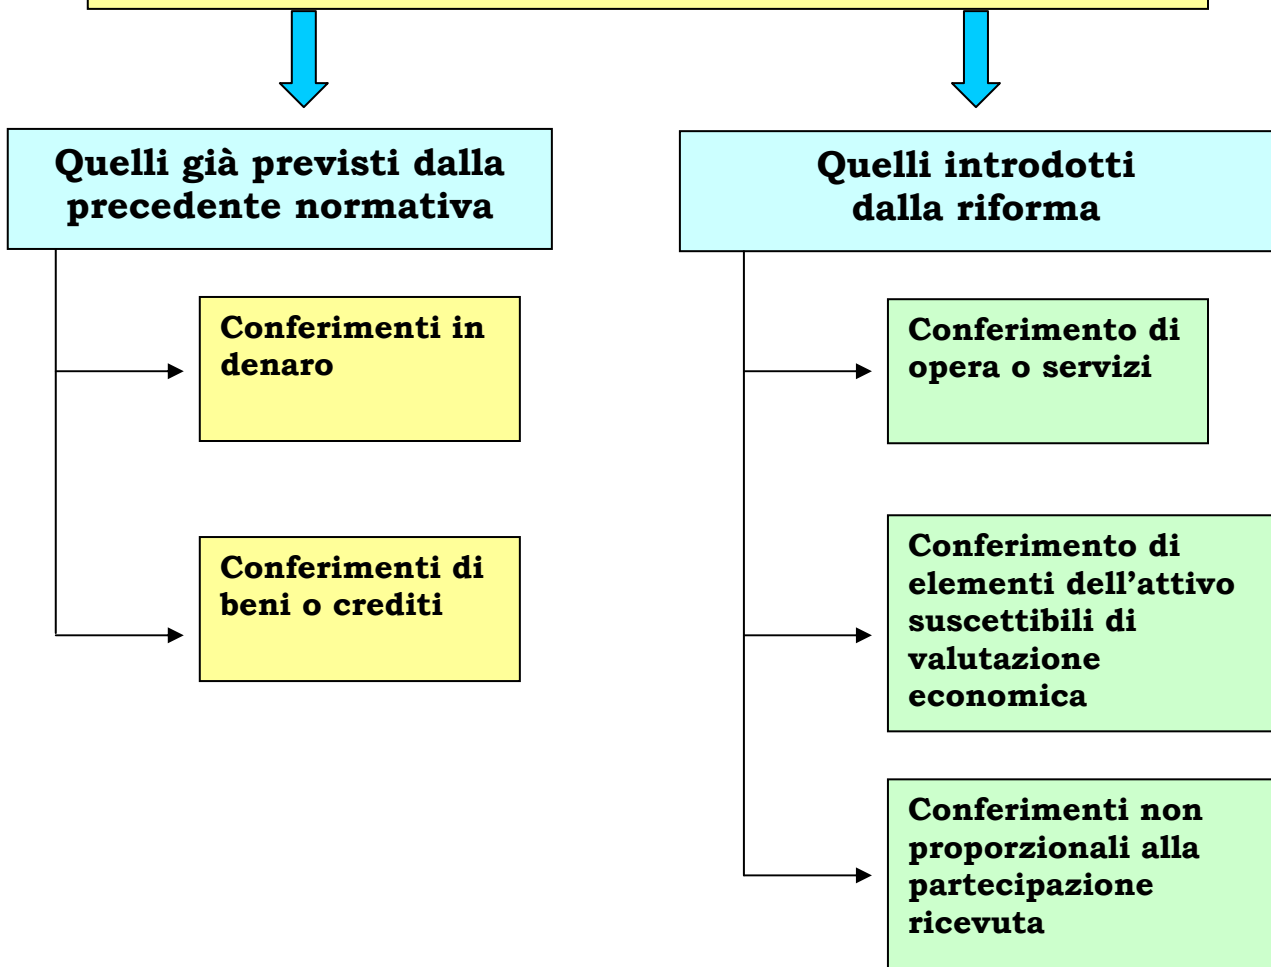 Quelli già previsti dalla
precedente normativa
Conferimenti in
denaro
Conferimenti di
beni o crediti
Quelli introdotti
dalla riforma
Conferimento di
opera o servizi
Conferimento di
elementi dell’attivo
suscettibili di
valutazione
economica
Conferimenti non
proporzionali alla
partecipazione
ricevuta